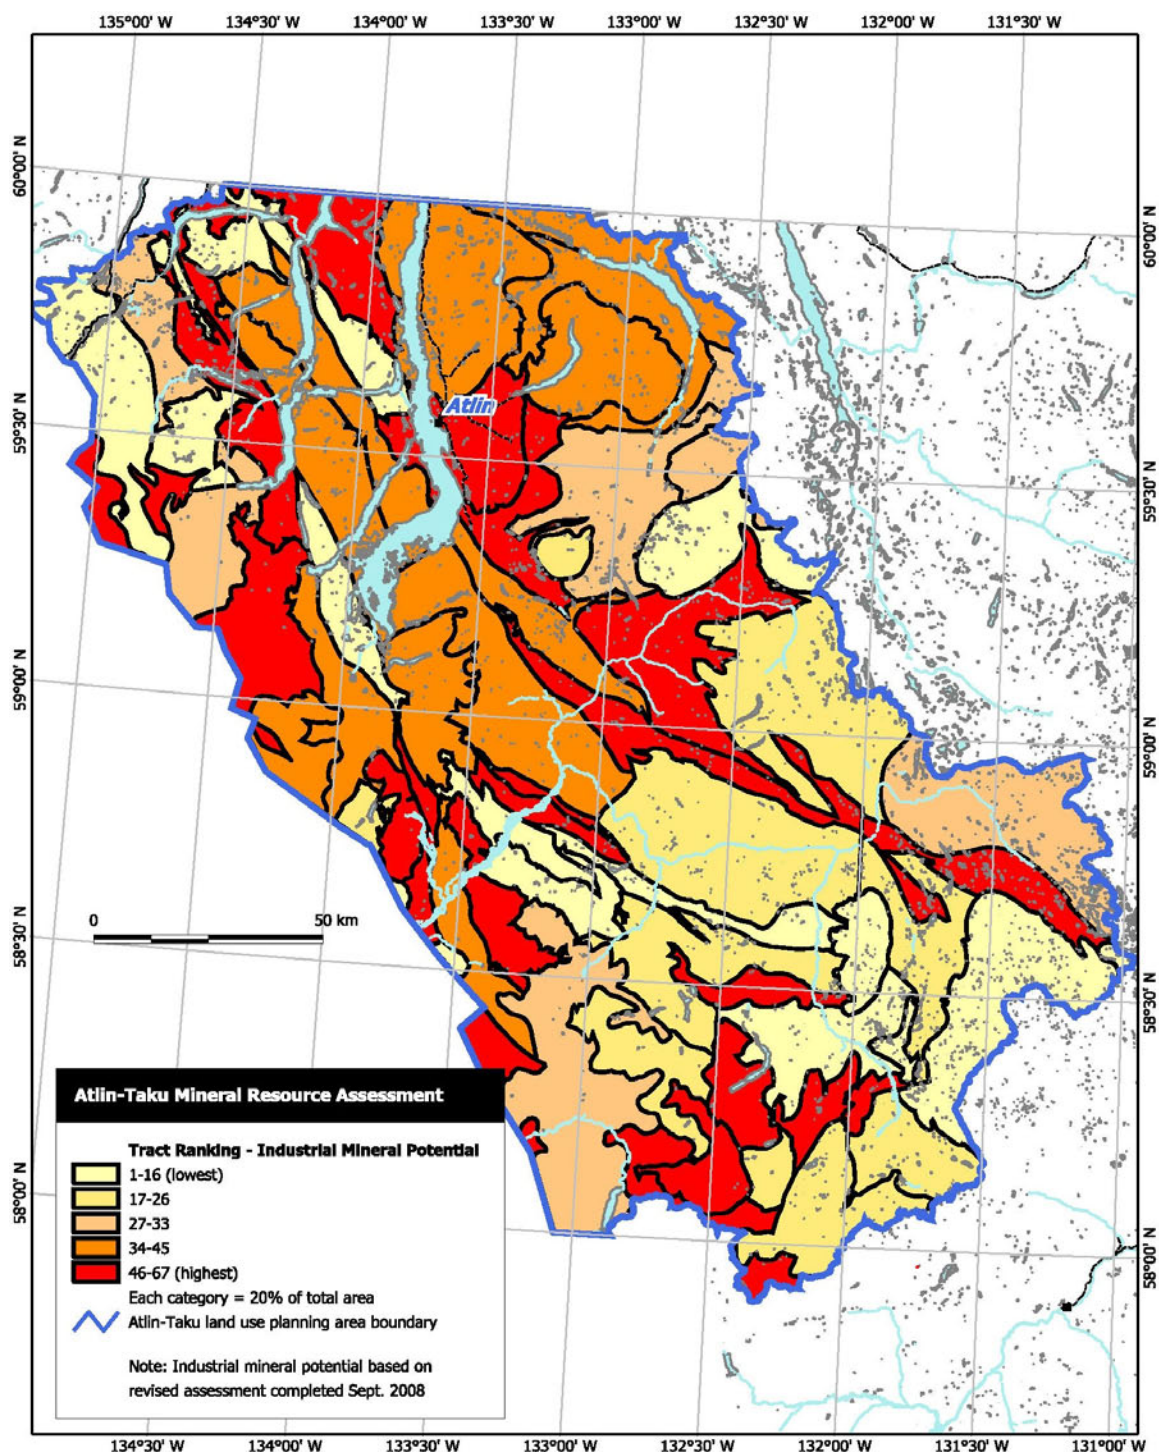 135°00' W 134°30' W 134°00' W 133°30' W 133°00' W 132°30' W 132°00' W 131°30' W
60°00' N
60°00' N
59°30' N
Atlin
59°30' N
59°00' N
59°00' N
0 50 km
58°30' N
58°30' N
Atlin-Taku Mineral Resource Assessment
Tract Ranking - Industrial Mineral Potential
1-16 (lowest)
17-26
27-33
34-45
46-67 (highest)
Each category = 20% of total area
Atlin-Taku land use planning area boundary
Note: Industrial mineral potential based on
revised assessment completed Sept. 2008
58°00' N
58°00' N
134°30' W 134°00' W 133°30' W 133°00' W 132°30' W 132°00' W 131°30' W 131°00' W